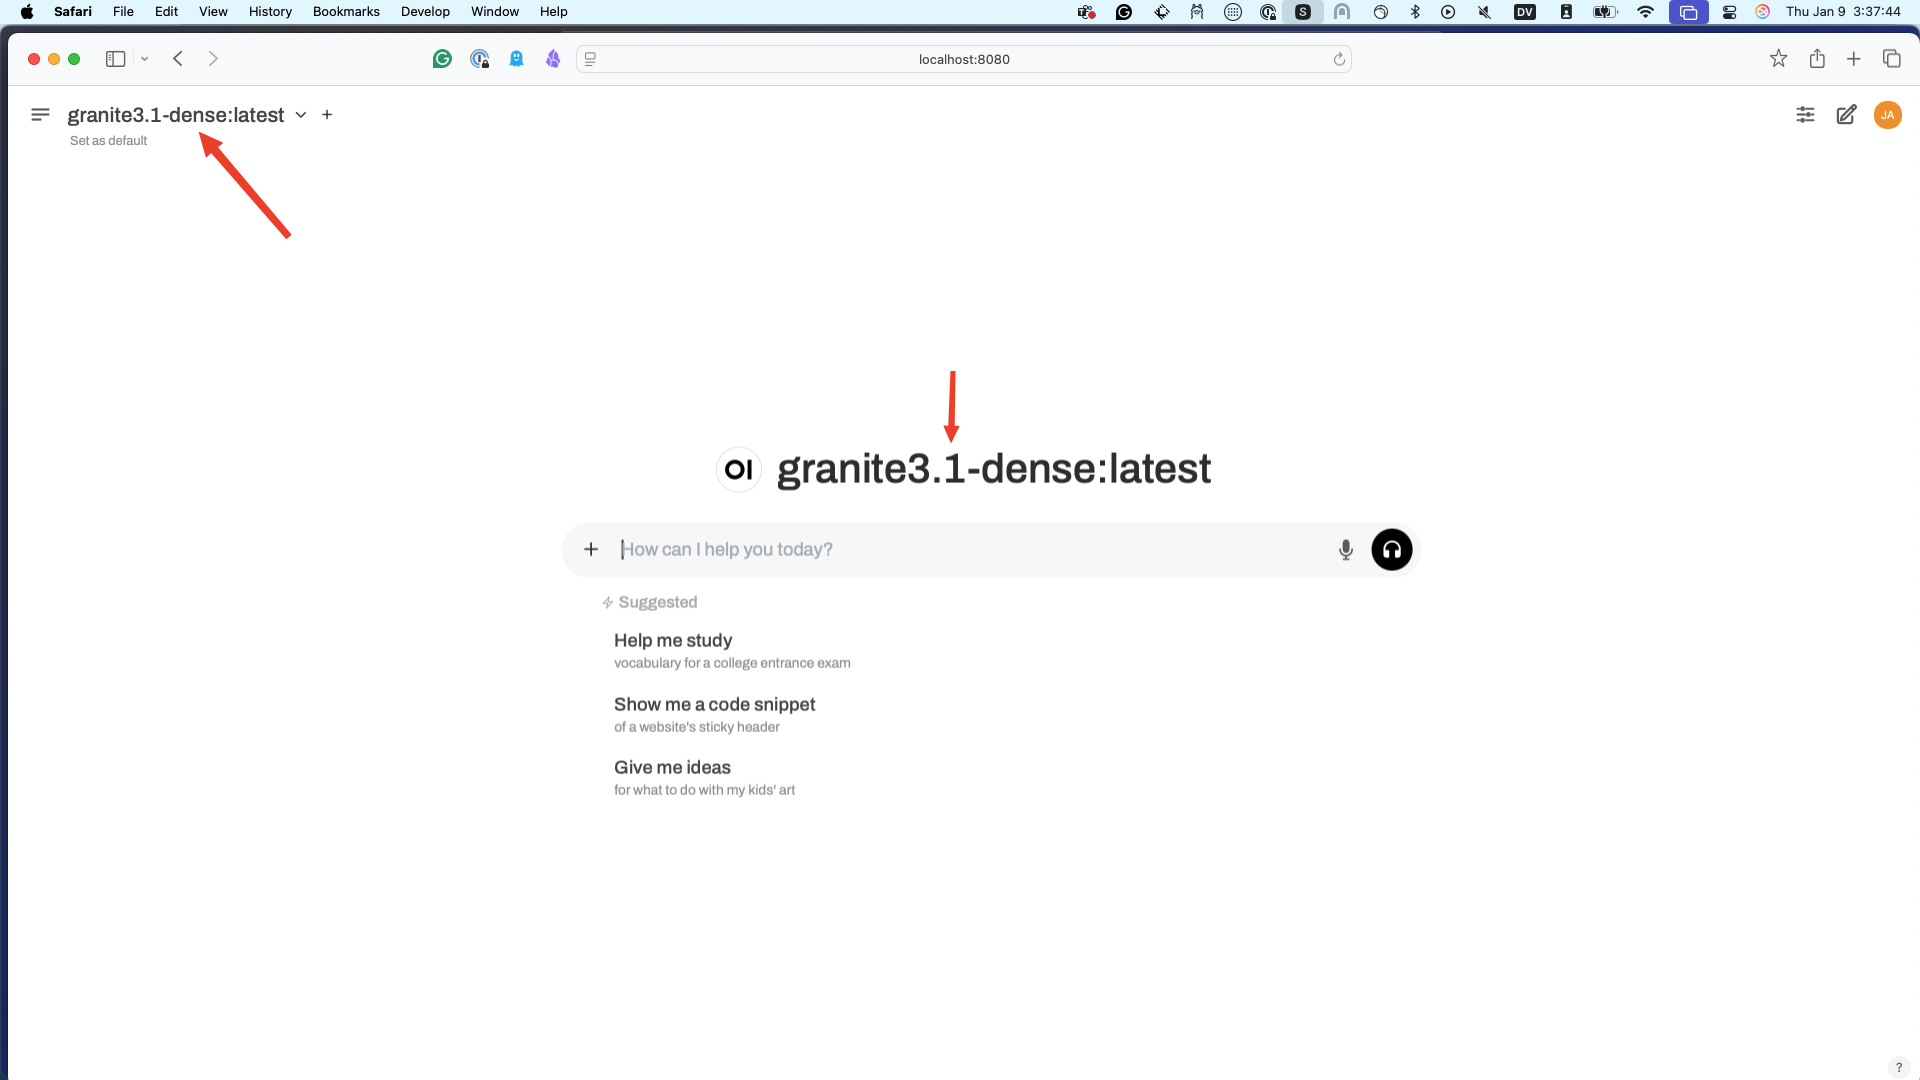 Safari File Edit View History Bookmarks Develop Window Help S DV Thu Jan 9 3:37:44
localhost:8080
granite3.1-dense:latest
Set as default
JA
OI granite3.1-dense:latest
How can I help you today?
Suggested
Help me study
vocabulary for a college entrance exam
Show me a code snippet
of a website's sticky header
Give me ideas
for what to do with my kids' art
?